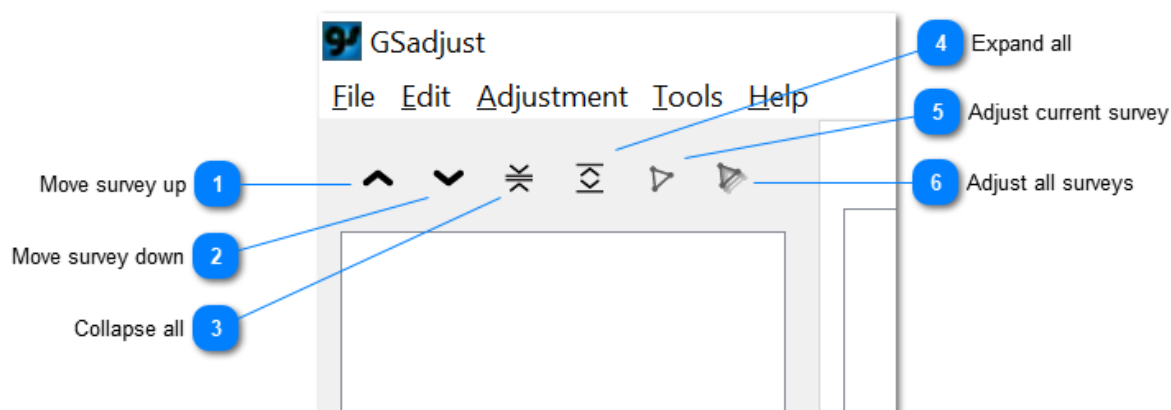 GSadjust
File Edit Adjustment Tools Help
1 Move survey up
2 Move survey down
3 Collapse all
4 Expand all
5 Adjust current survey
6 Adjust all surveys